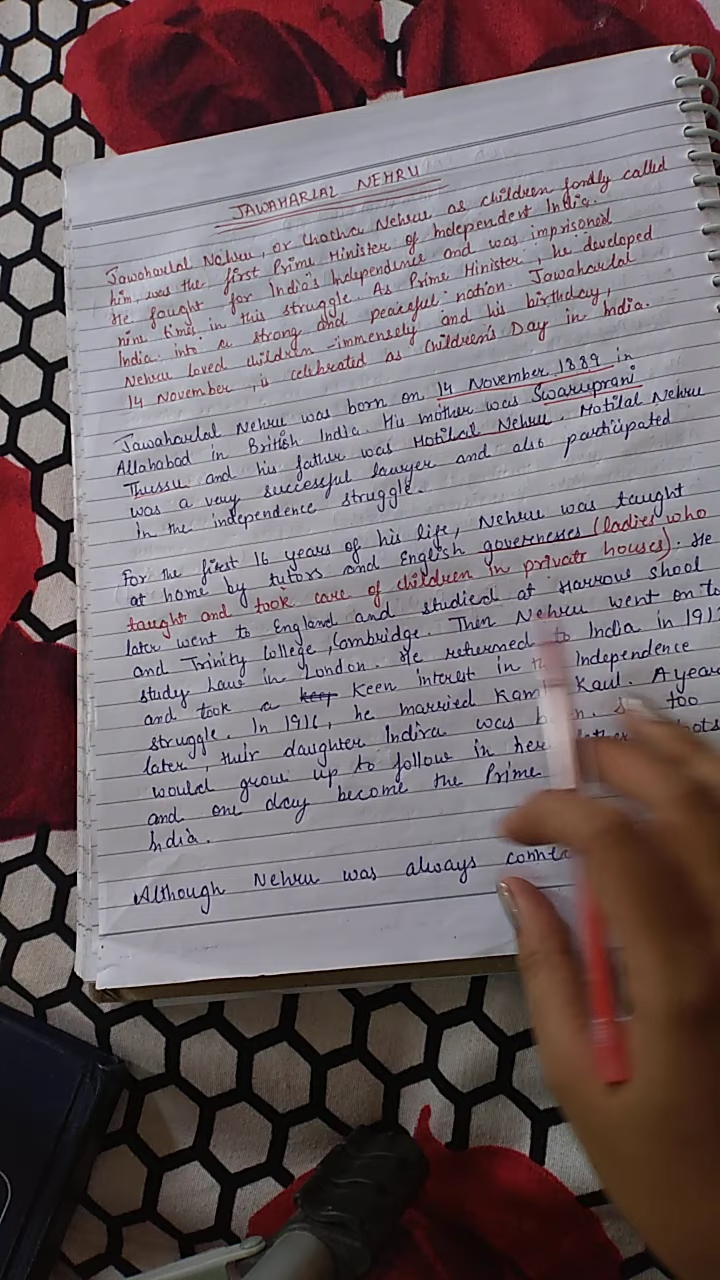 JAWAHARLAL NEHRU
Jawaharlal Nehru, or Chacha Nehru as children fondly called
him, was the first Prime Minister of Independent India.
He fought for India's Independence and was imprisoned
nine times in this struggle. As Prime Minister, he developed
India into a strong and peaceful nation. Jawaharlal
Nehru loved children immensely and his birthday,
14 November, is celebrated as Children's Day in India.
Jawaharlal Nehru was born on 14 November 1889 in
Allahabad in British India. His mother was Swaruprani
Thussu and his father was Motilal Nehru. Motilal Nehru
was a very successful lawyer and also participated
in the independence struggle.
For the first 16 years of his life, Nehru was taught
at home by tutors and English governesses (ladies who
taught and took care of children in private houses). He
later went to England and studied at Harrow shool
and Trinity College, Cambridge. Then Nehru went on to
study Law in London. He returned to India in 191
and took a keep keen interest in Independence
struggle. In 1916, he married Kaul. A year
later, their daughter Indira was too
would grow up to follow in her
and one day become the Prime
India.
Although Nehru was always